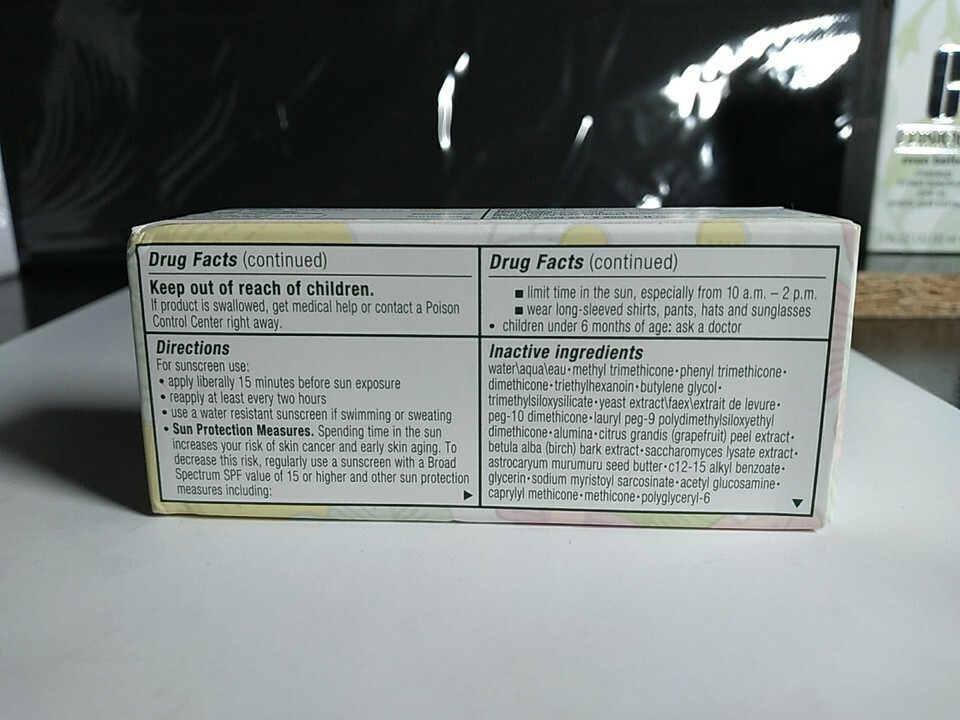 Drug Facts (continued)
Keep out of reach of children.
If product is swallowed, get medical help or contact a Poison
Control Center right away.
Directions
For sunscreen use:
• apply liberally 15 minutes before sun exposure
• reapply at least every two hours
• use a water resistant sunscreen if swimming or sweating
• Sun Protection Measures. Spending time in the sun
increases your risk of skin cancer and early skin aging. To
decrease this risk, regularly use a sunscreen with a Broad
Spectrum SPF value of 15 or higher and other sun protection
measures including:
Drug Facts (continued)
■ limit time in the sun, especially from 10 a.m. – 2 p.m.
■ wear long-sleeved shirts, pants, hats and sunglasses
• children under 6 months of age: ask a doctor
Inactive ingredients
water\aqua\eau • methyl trimethicone • phenyl trimethicone •
dimethicone • triethylhexanoin • butylene glycol •
trimethylsiloxysilicate • yeast extract\faex\extrait de levure •
peg-10 dimethicone • lauryl peg-9 polydimethylsiloxyethyl
dimethicone • alumina • citrus grandis (grapefruit) peel extract •
betula alba (birch) bark extract • saccharomyces lysate extract •
astrocaryum murumuru seed butter • c12-15 alkyl benzoate •
glycerin • sodium myristoyl sarcosinate • acetyl glucosamine •
caprylyl methicone • methicone • polyglyceryl-6